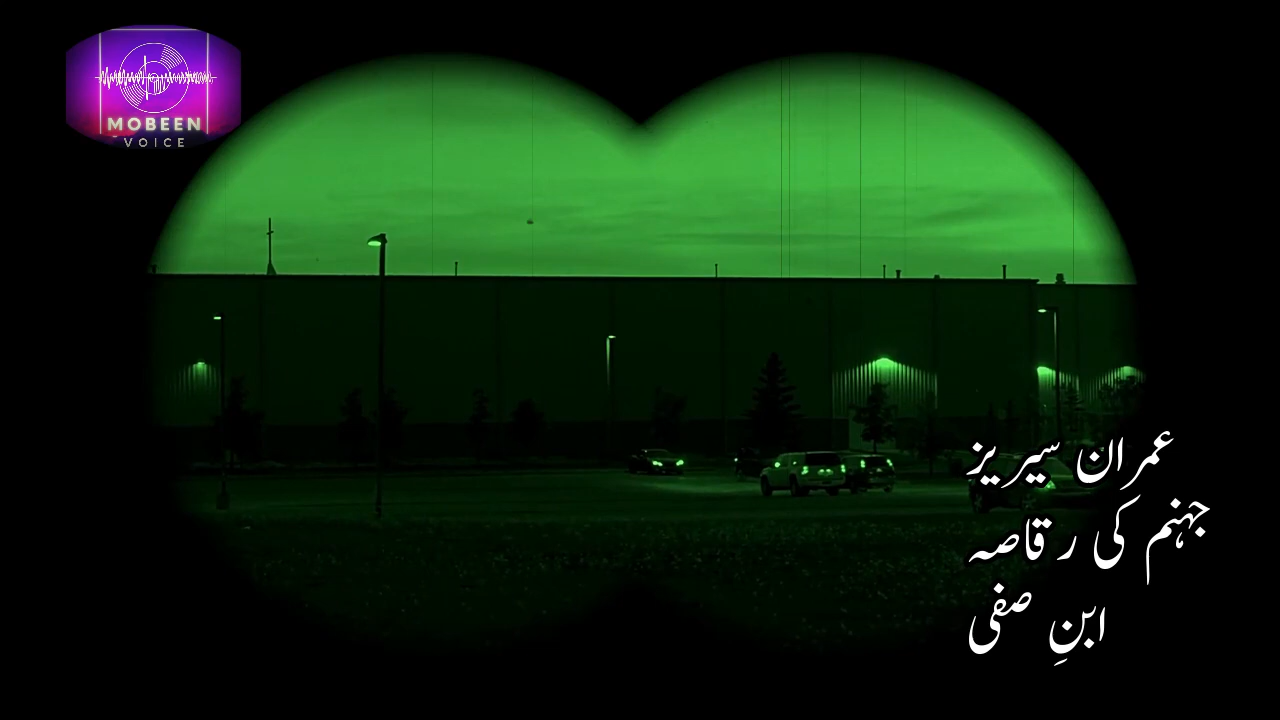 MOBEEN
VOICE
عمران سیریز
جہنم کی رقاصہ
ابنِ صفی